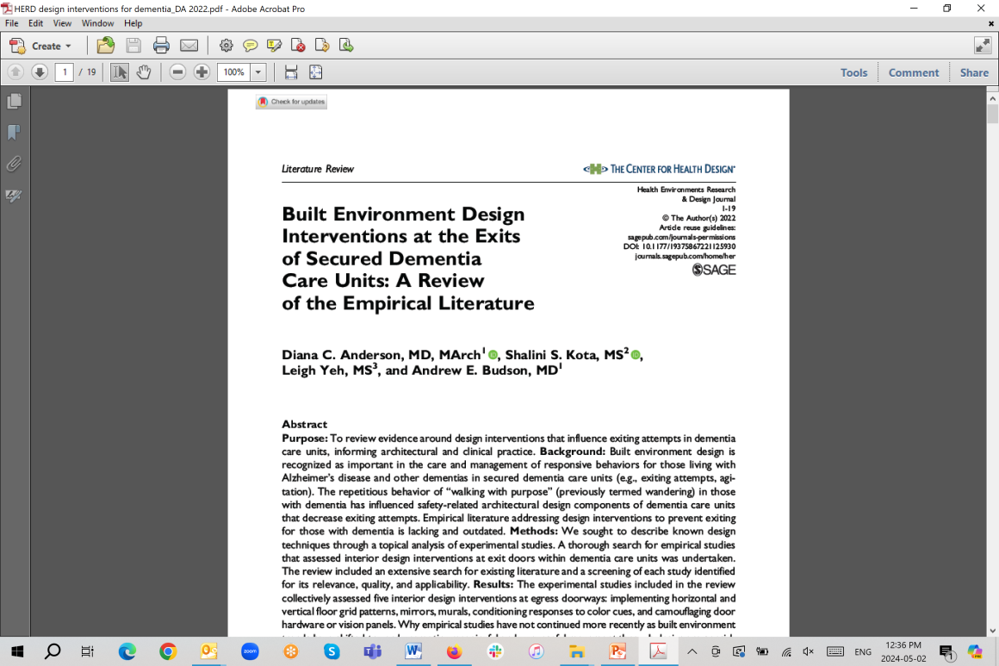 HERD design interventions for dementia_DA 2022.pdf - Adobe Acrobat Pro
File Edit View Window Help
Create
1 / 19 100% Tools Comment Share
Check for updates
Literature Review
THE CENTER FOR HEALTH DESIGN
Health Environments Research
& Design Journal
1-19
© The Author(s) 2022
Article reuse guidelines:
sagepub.com/journals-permissions
DOI: 10.1177/19375867221125930
journals.sagepub.com/home/her
SAGE
Built Environment Design
Interventions at the Exits
of Secured Dementia
Care Units: A Review
of the Empirical Literature
Diana C. Anderson, MD, MArch1, Shalini S. Kota, MS2,
Leigh Yeh, MS3, and Andrew E. Budson, MD1
Abstract
Purpose: To review evidence around design interventions that influence exiting attempts in dementia
care units, informing architectural and clinical practice. Background: Built environment design is
recognized as important in the care and management of responsive behaviors for those living with
Alzheimer's disease and other dementias in secured dementia care units (e.g., exiting attempts, agi-
tation). The repetitious behavior of "walking with purpose" (previously termed wandering) in those
with dementia has influenced safety-related architectural design components of dementia care units
that decrease exiting attempts. Empirical literature addressing design interventions to prevent exiting
for those with dementia is lacking and outdated. Methods: We sought to describe known design
techniques through a topical analysis of experimental studies. A thorough search for empirical studies
that assessed interior design interventions at exit doors within dementia care units was undertaken.
The review included an extensive search for existing literature and a screening of each study identified
for its relevance, quality, and applicability. Results: The experimental studies included in the review
collectively assessed five interior design interventions at egress doorways: implementing horizontal and
vertical floor grid patterns, mirrors, murals, conditioning responses to color cues, and camouflaging door
hardware or vision panels. Why empirical studies have not continued more recently as built environment
zoom
ENG
12:36 PM
2024-05-02
1